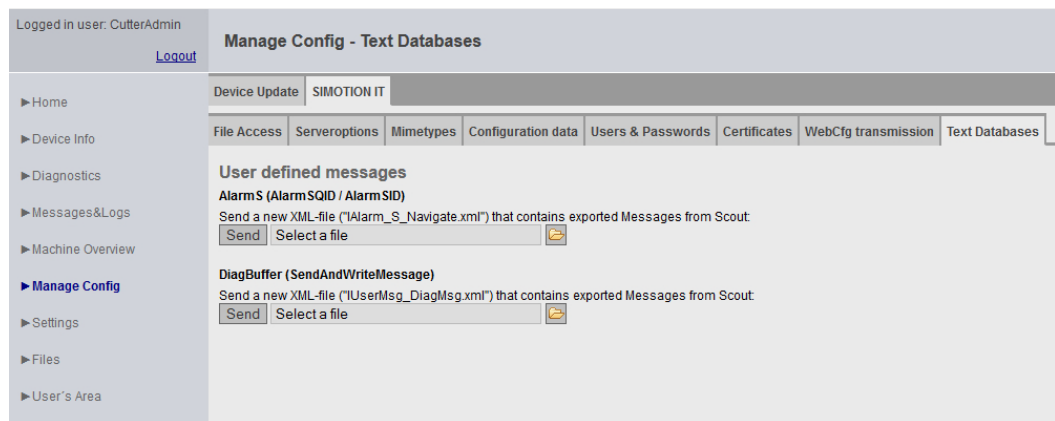 Logged in user: CutterAdmin
Logout
Manage Config - Text Databases
►Home
►Device Info
►Diagnostics
►Messages&Logs
►Machine Overview
►Manage Config
►Settings
►Files
►User´s Area
Device Update SIMOTION IT
File Access Serveroptions Mimetypes Configuration data Users & Passwords Certificates WebCfg transmission Text Databases
User defined messages
AlarmS (AlarmSQID / AlarmSID)
Send a new XML-file ("IAlarm_S_Navigate.xml") that contains exported Messages from Scout:
Send Select a file
DiagBuffer (SendAndWriteMessage)
Send a new XML-file ("IUserMsg_DiagMsg.xml") that contains exported Messages from Scout:
Send Select a file